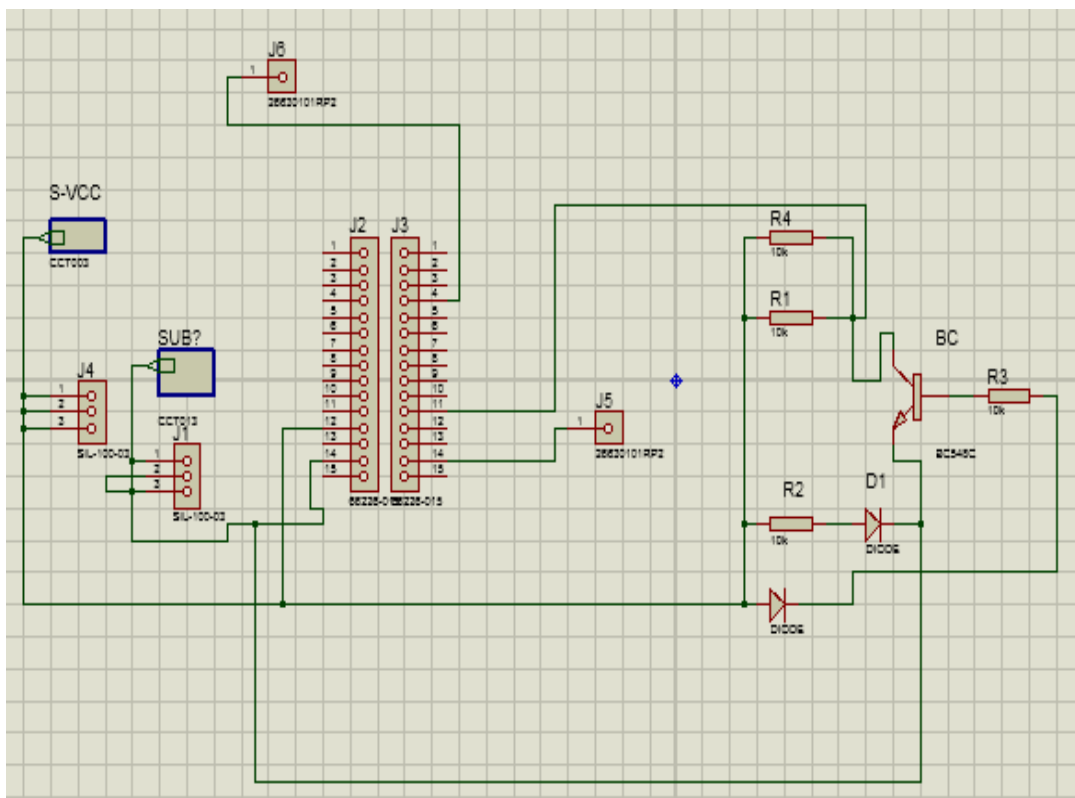 J6
1
26630101RP2
S-VCC
CCT003
SUB?
CCT013
J4
1
2
3
SIL-100-03
J1
1
2
3
SIL-100-03
J2
1
2
3
4
5
6
7
8
9
10
11
12
13
14
15
J3
1
2
3
4
5
6
7
8
9
10
11
12
13
14
15
J5
1
26630101RP2
R4
10k
R1
10k
BC
BC548C
R3
10k
R2
10k
D1
DIODE
DIODE